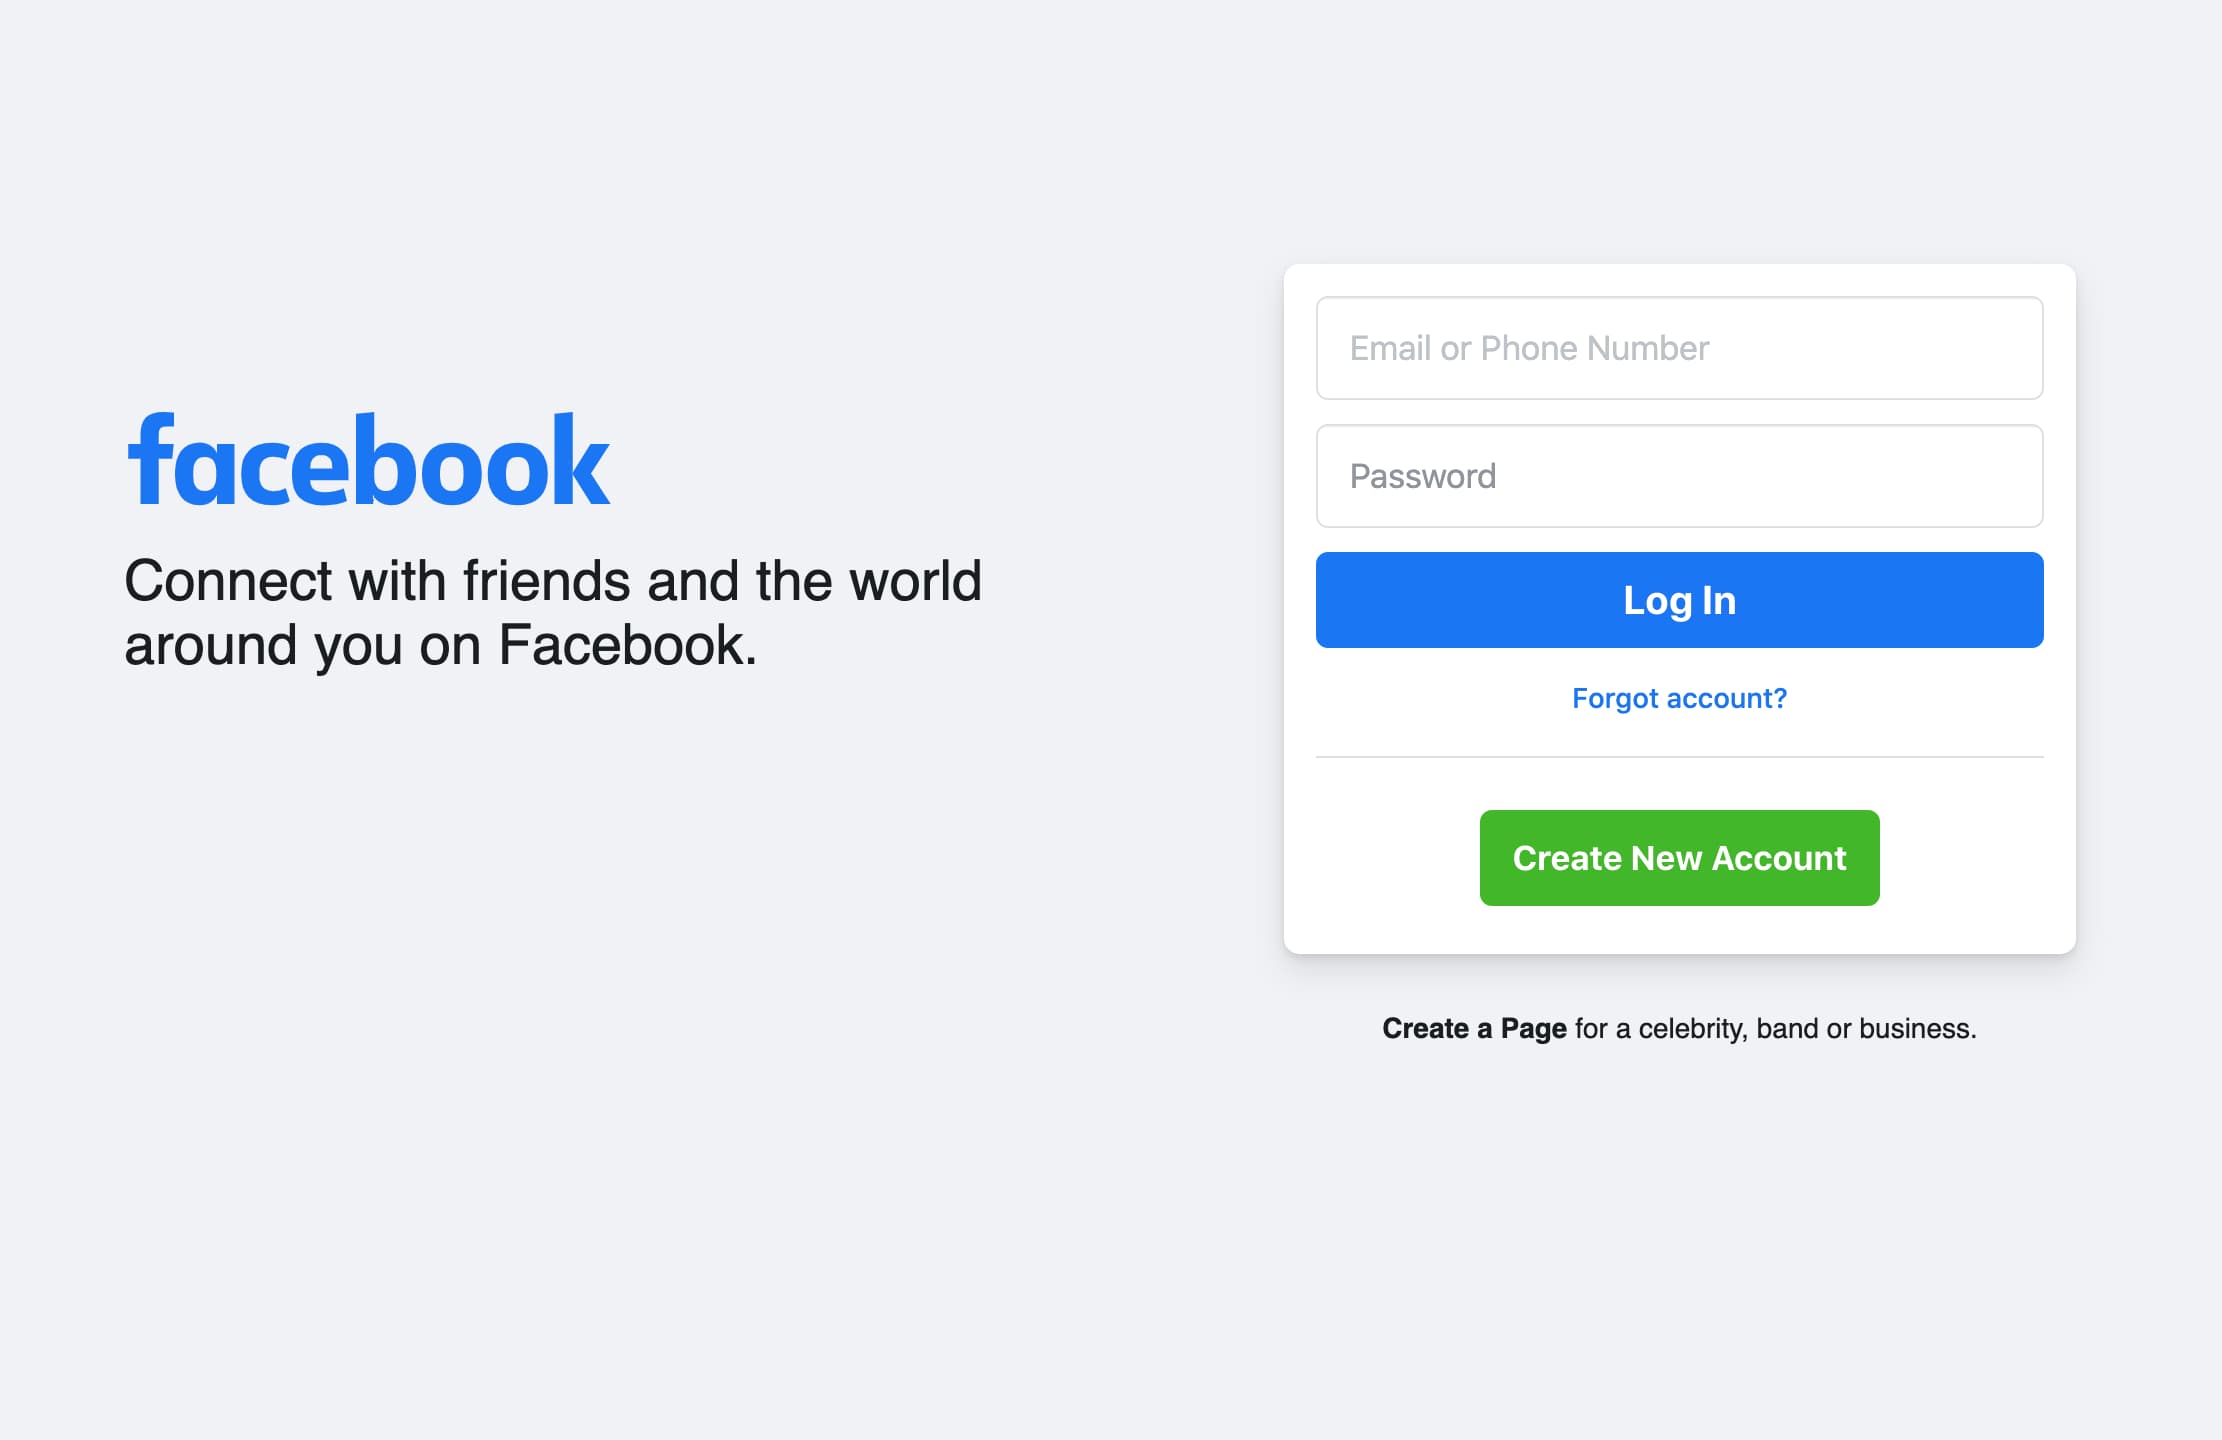 facebook
Connect with friends and the world
around you on Facebook.
Email or Phone Number
Password
Log In
Forgot account?
Create New Account
Create a Page for a celebrity, band or business.